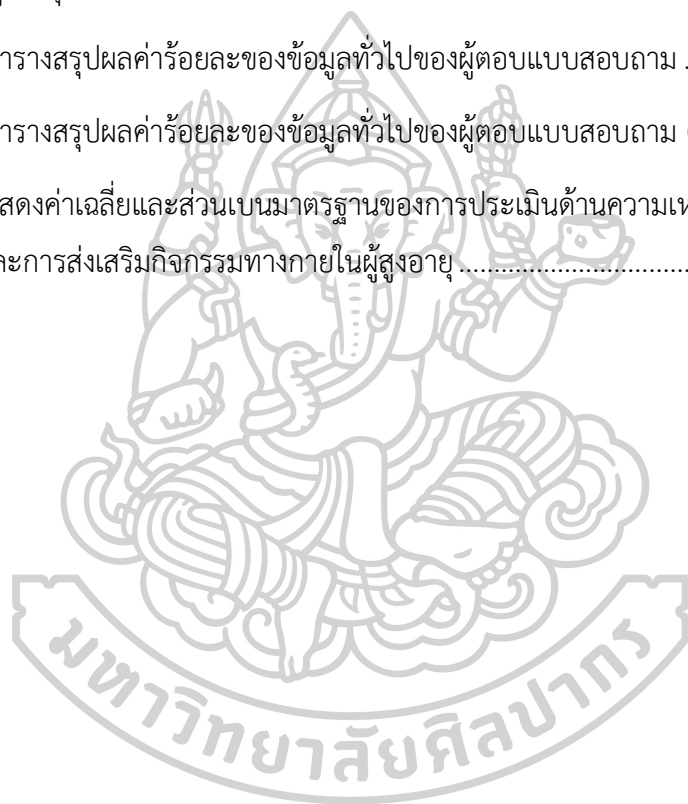 ารางสรุปผลค่าร้อยละของข้อมูลทั่วไปของผู้ตอบแบบสอบถาม .
ารางสรุปผลค่าร้อยละของข้อมูลทั่วไปของผู้ตอบแบบสอบถาม (
สดงค่าเฉลี่ยและส่วนเบนมาตรฐานของการประเมินด้านความเห
ละการส่งเสริมกิจกรรมทางกายในผู้สูงอายุ ................................
มหาวิทยาลัยศิลปากร